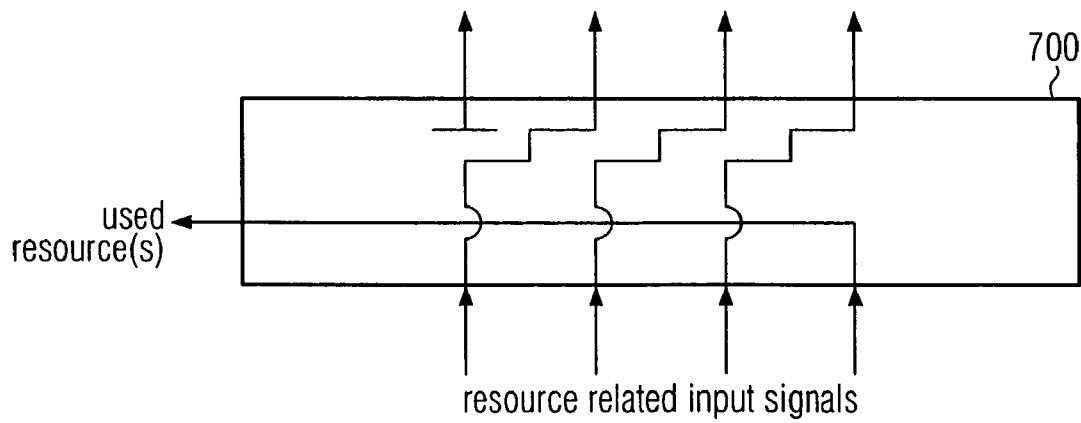 700
used
resource(s)
resource related input signals